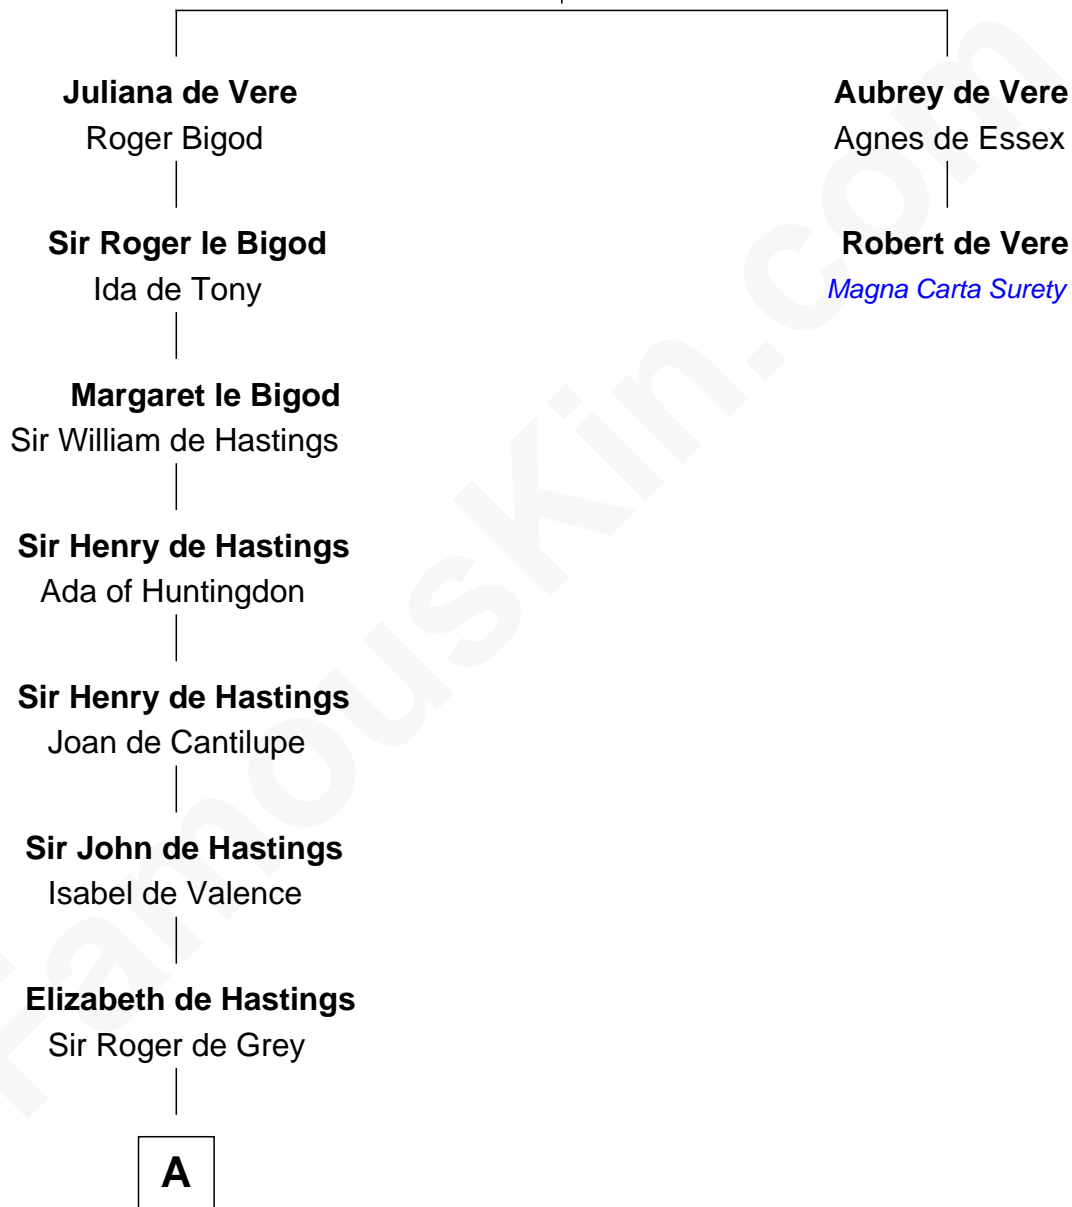 Juliana de Vere
Roger Bigod
Aubrey de Vere
Agnes de Essex
Sir Roger le Bigod
Ida de Tony
Robert de Vere
Magna Carta Surety
Margaret le Bigod
Sir William de Hastings
Sir Henry de Hastings
Ada of Huntingdon
Sir Henry de Hastings
Joan de Cantilupe
Sir John de Hastings
Isabel de Valence
Elizabeth de Hastings
Sir Roger de Grey
A
FamousKin.com